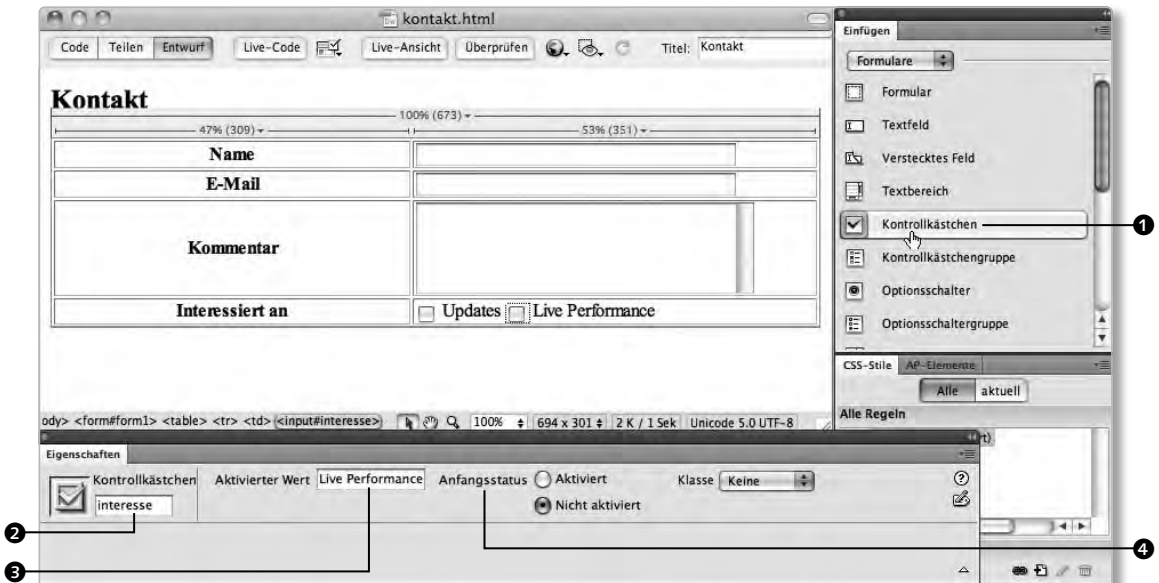 kontakt.html
Code Teilen Entwurf Live-Code Live-Ansicht Überprüfen Titel: Kontakt
Kontakt
100% (673)
47% (309) 53% (351)
Name
E-Mail
Kommentar
Interessiert an Updates Live Performance
ody> <form#form1> <table> <tr> <td> <input#interesse> 100% 694 x 301 2 K / 1 Sek Unicode 5.0 UTF-8
Einfügen
Formulare
Formular
Textfeld
Verstecktes Feld
Textbereich
Kontrollkästchen 1
Kontrollkästchengruppe
Optionsschalter
Optionsschaltergruppe
CSS-Stile AP-Elemente
Alle aktuell
Alle Regeln
Eigenschaften
Kontrollkästchen Aktivierter Wert Live Performance Anfangsstatus Aktiviert Klasse Keine
interesse Nicht aktiviert
2
3
4